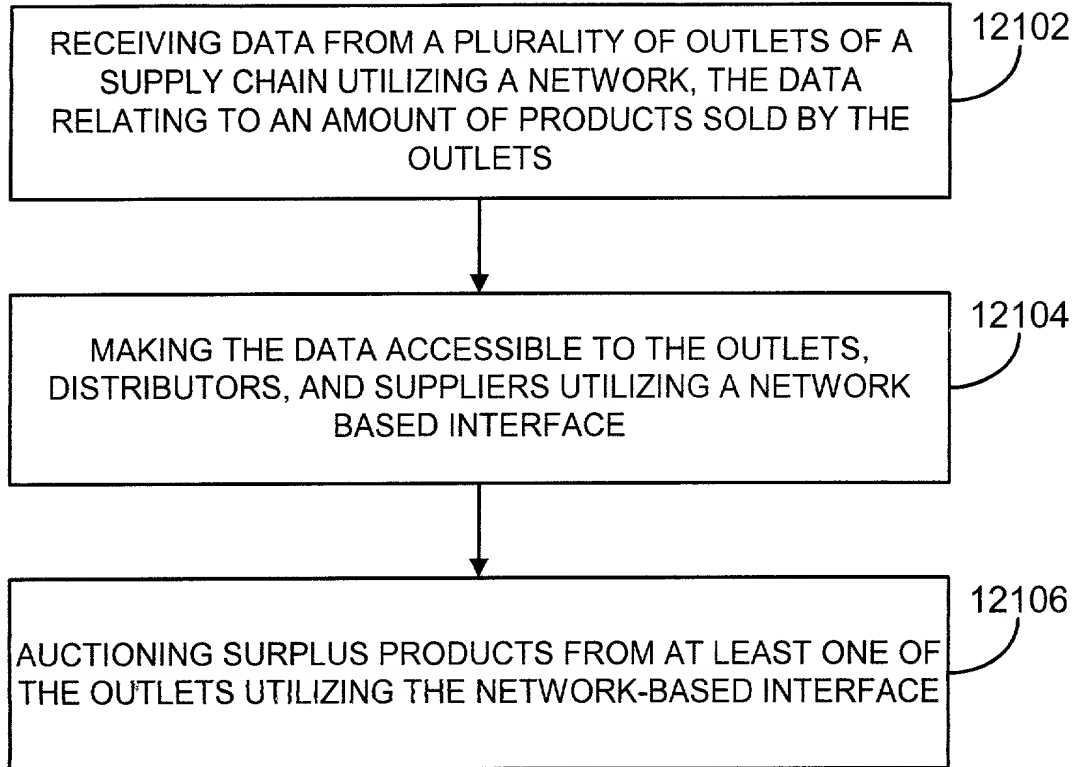 RECEIVING DATA FROM A PLURALITY OF OUTLETS OF A
SUPPLY CHAIN UTILIZING A NETWORK, THE DATA
RELATING TO AN AMOUNT OF PRODUCTS SOLD BY THE
OUTLETS
12102
MAKING THE DATA ACCESSIBLE TO THE OUTLETS,
DISTRIBUTORS, AND SUPPLIERS UTILIZING A NETWORK
BASED INTERFACE
12104
AUCTIONING SURPLUS PRODUCTS FROM AT LEAST ONE OF
THE OUTLETS UTILIZING THE NETWORK-BASED INTERFACE
12106